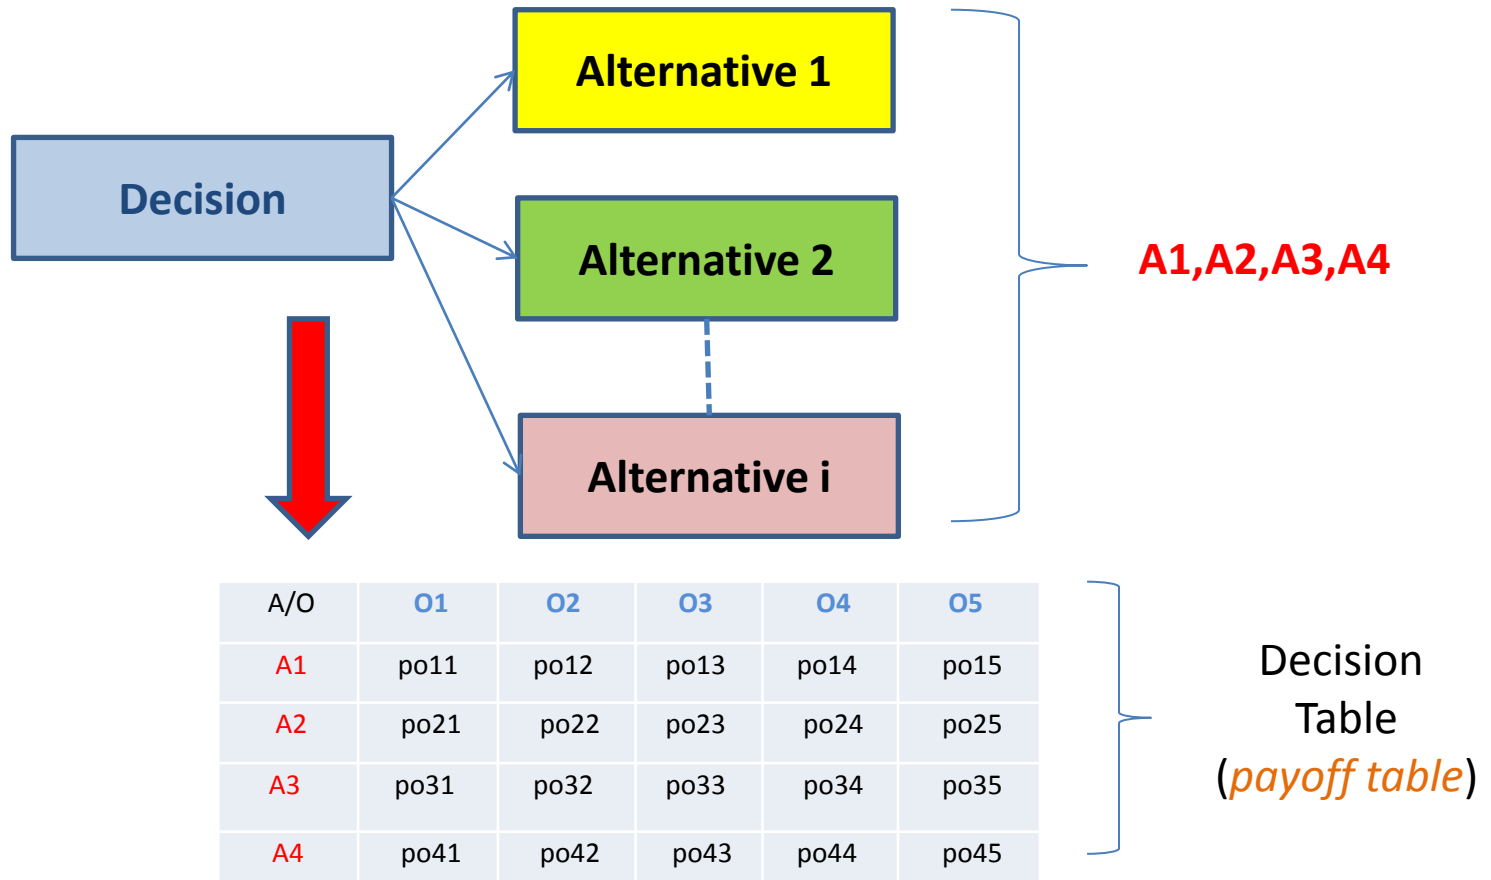 Alternative 1
Decision
Alternative 2
A1,A2,A3,A4
Alternative i
A/O O1 O2 O3 O4 O5
A1 po11 po12 po13 po14 po15
A2 po21 po22 po23 po24 po25
A3 po31 po32 po33 po34 po35
A4 po41 po42 po43 po44 po45
Decision
Table
(payoff table)